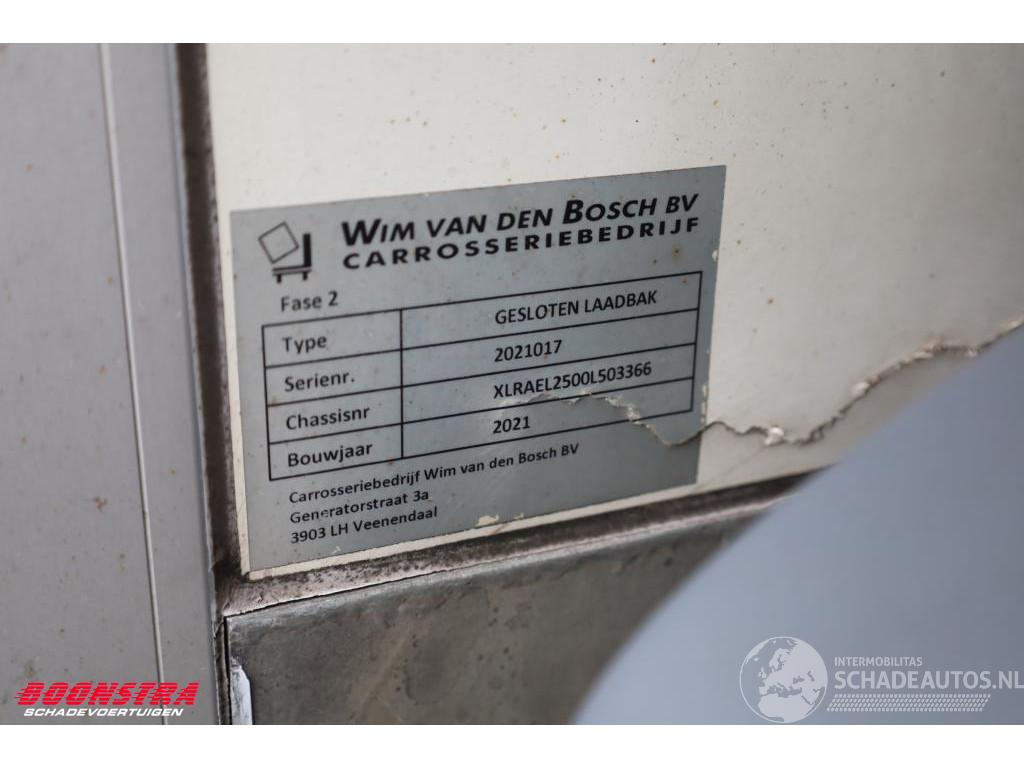 WIM VAN DEN BOSCH BV
CARROSSERIEBEDRIJF
Fase 2
Type GESLOTEN LAADBAK
Serienr. 2021017
Chassisnr XLRAEL2500L503366
Bouwjaar 2021
Carrosseriebedrijf Wim van den Bosch BV
Generatorstraat 3a
3903 LH Veenendaal
BOONSTRA
SCHADEVOERTUIGEN
INTERMOBILITAS
SCHADEAUTOS.NL